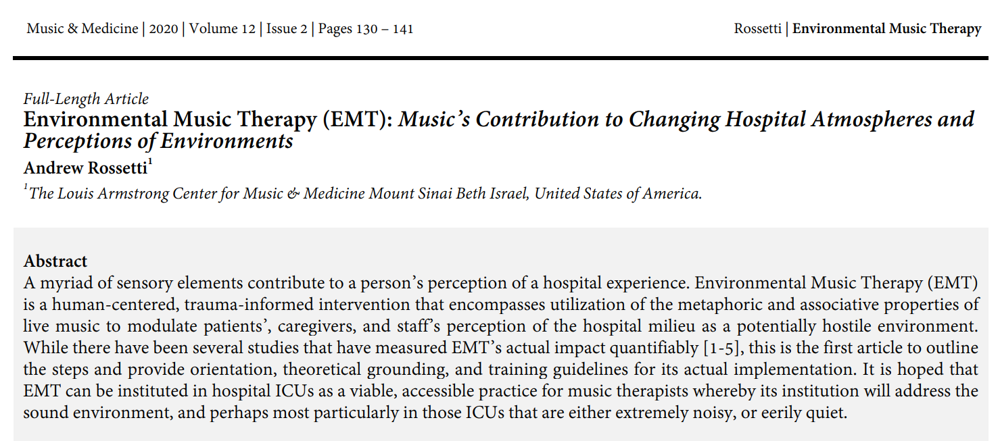 Music & Medicine | 2020 | Volume 12 | Issue 2 | Pages 130 – 141
Rossetti | Environmental Music Therapy
Full-Length Article
Environmental Music Therapy (EMT): Music’s Contribution to Changing Hospital Atmospheres and
Perceptions of Environments
Andrew Rossetti1
1The Louis Armstrong Center for Music & Medicine Mount Sinai Beth Israel, United States of America.
Abstract
A myriad of sensory elements contribute to a person’s perception of a hospital experience. Environmental Music Therapy (EMT)
is a human-centered, trauma-informed intervention that encompasses utilization of the metaphoric and associative properties of
live music to modulate patients’, caregivers, and staff’s perception of the hospital milieu as a potentially hostile environment.
While there have been several studies that have measured EMT’s actual impact quantifiably [1-5], this is the first article to outline
the steps and provide orientation, theoretical grounding, and training guidelines for its actual implementation. It is hoped that
EMT can be instituted in hospital ICUs as a viable, accessible practice for music therapists whereby its institution will address the
sound environment, and perhaps most particularly in those ICUs that are either extremely noisy, or eerily quiet.